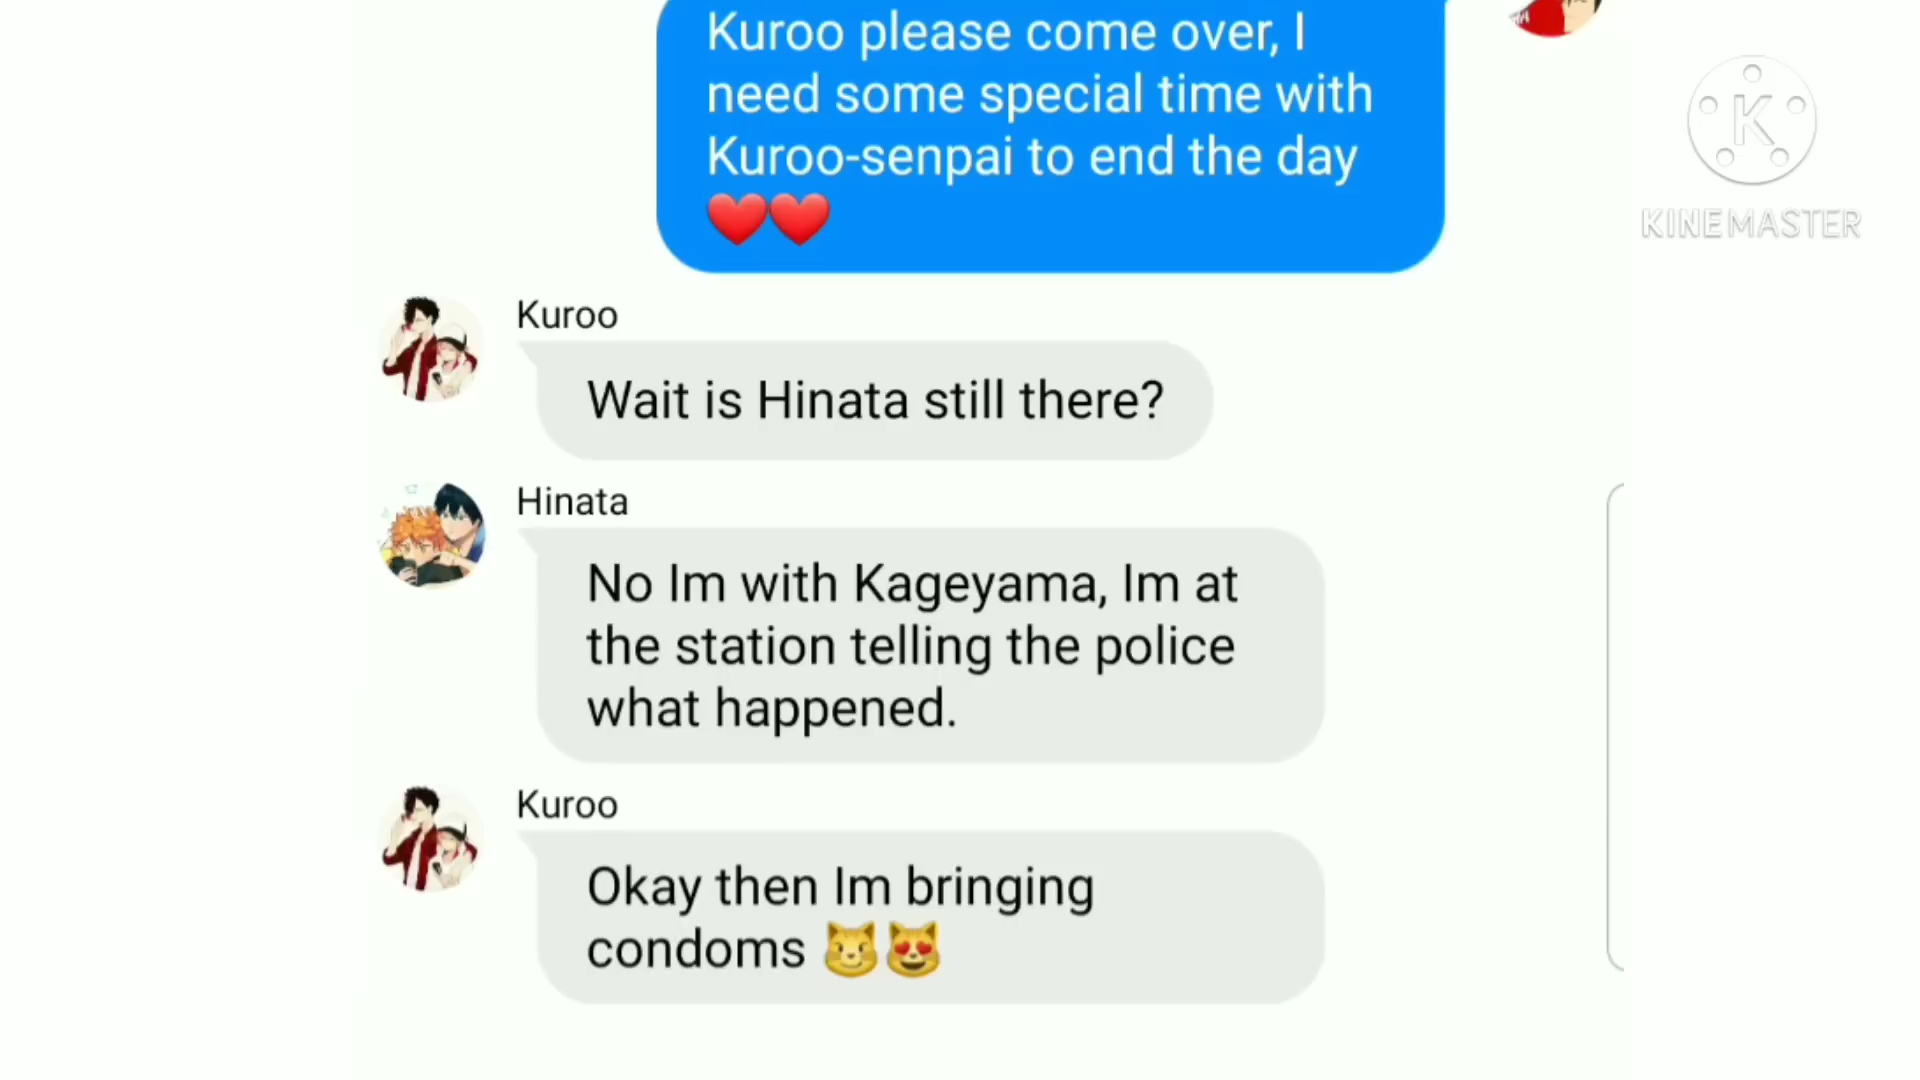 Kuroo please come over, I
need some special time with
Kuroo-senpai to end the day
❤️❤️
K
KINEMASTER
Kuroo
Wait is Hinata still there?
Hinata
No Im with Kageyama, Im at
the station telling the police
what happened.
Kuroo
Okay then Im bringing
condoms 😼😻